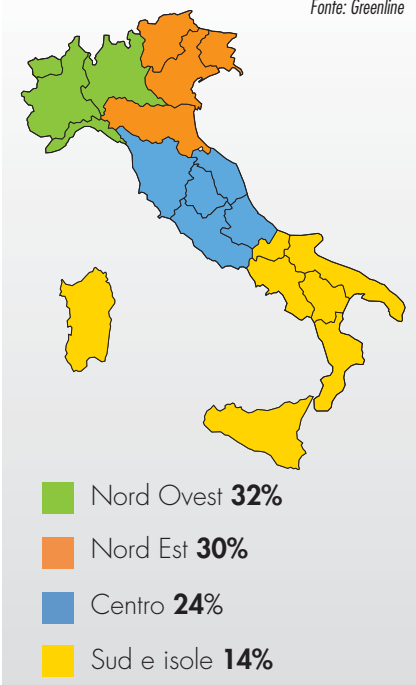 Fonte: Greenline
Nord Ovest 32%
Nord Est 30%
Centro 24%
Sud e isole 14%